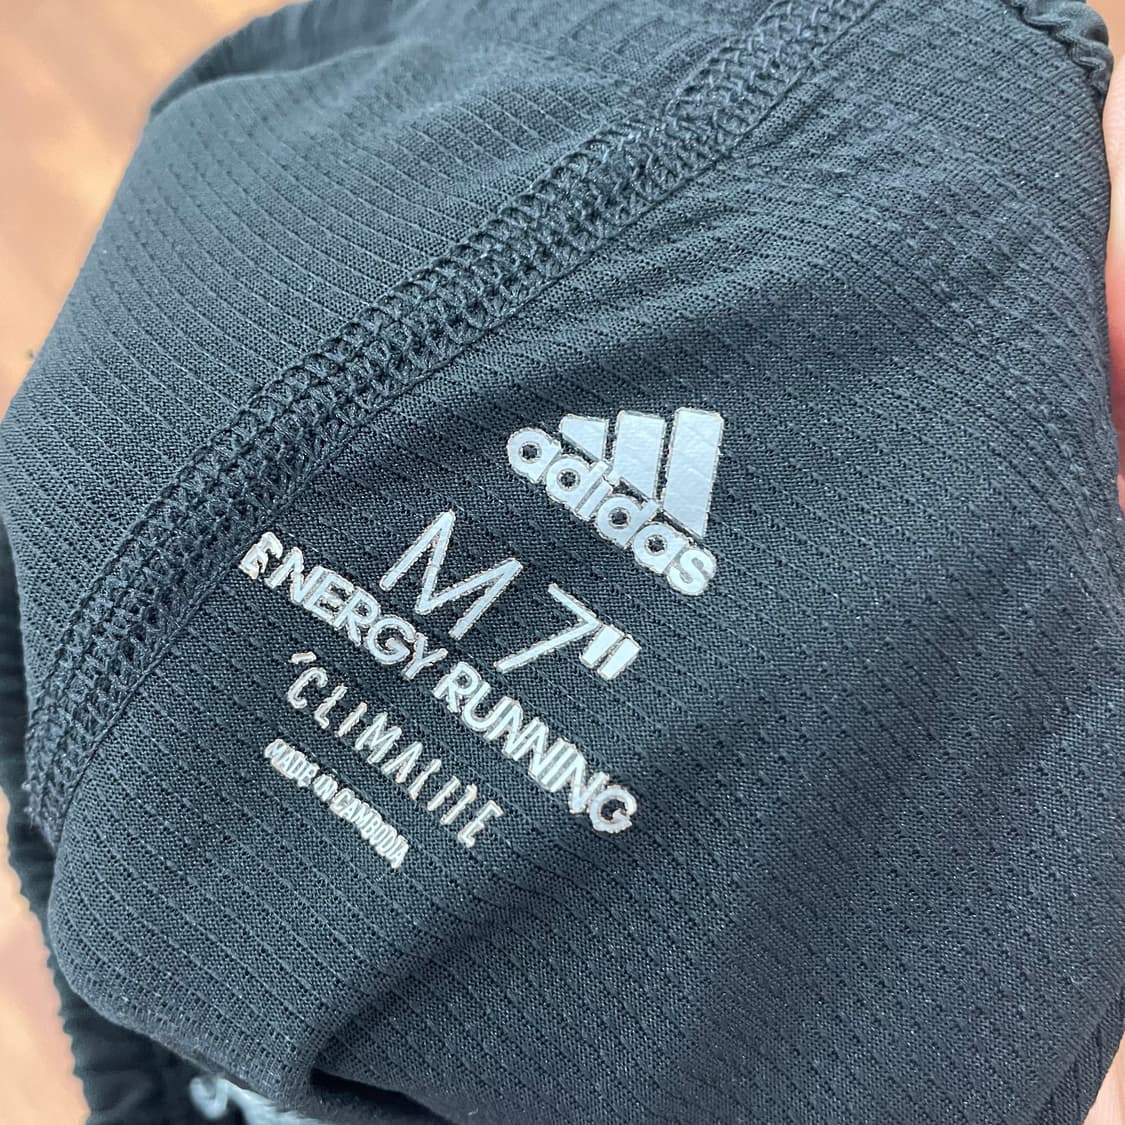 adidas
M 7"
ENERGY RUNNING
CLIMALITE
MADE IN CAMBODIA